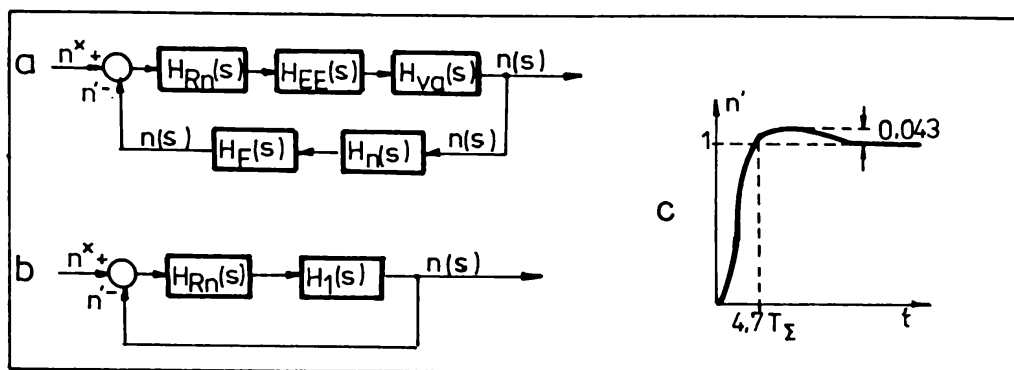 a
n* +
n' -
H_Rn(s)
H_EE(s)
H_va(s)
n(s)
n(s)
H_F(s)
H_n(s)
n(s)
b
n* +
n' -
H_Rn(s)
H_1(s)
n(s)
c
n'
1
0.043
4.7 T_Σ
t